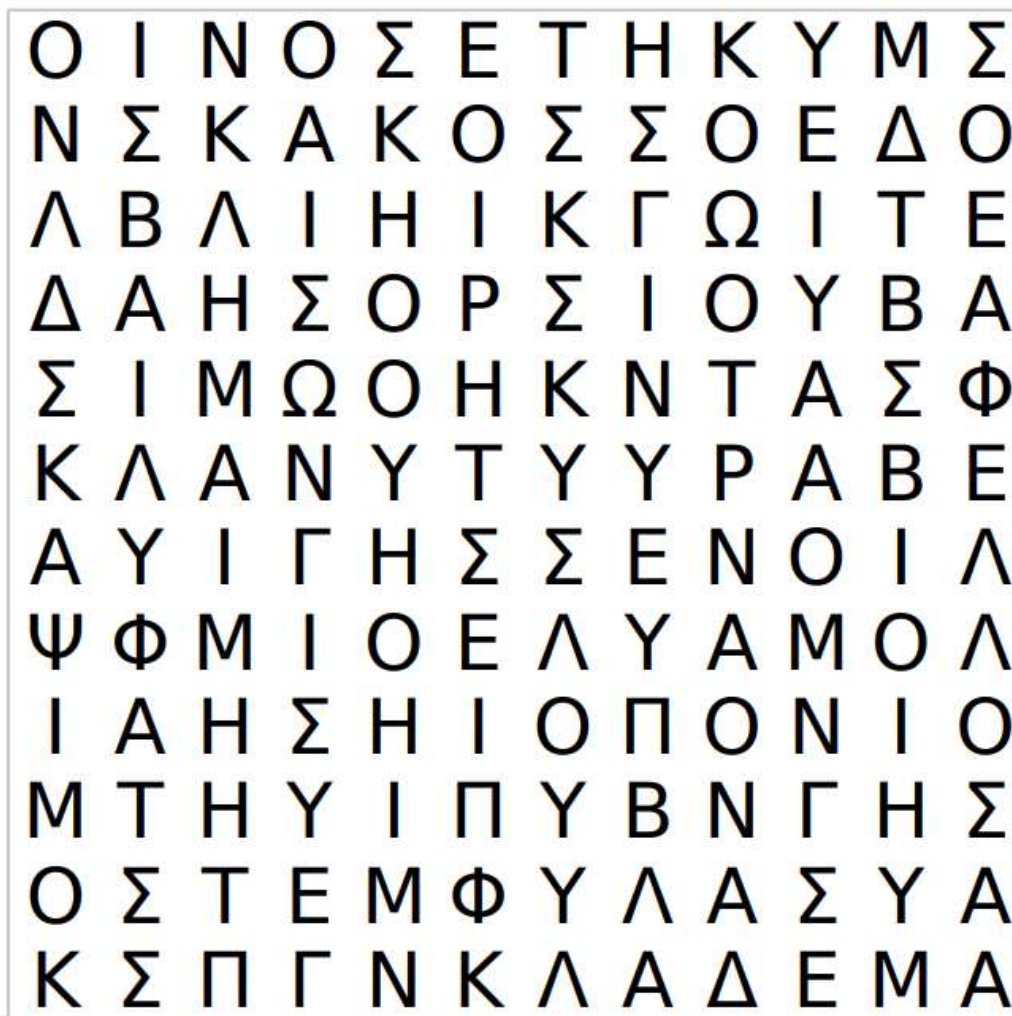 Ο Ι Ν Ο Σ Ε Τ Η Κ Υ Μ Σ
Ν Σ Κ Α Κ Ο Σ Σ Ο Ε Δ Ο
Λ Β Λ Ι Η Ι Κ Γ Ω Ι Τ Ε
Δ Α Η Σ Ο Ρ Σ Ι Ο Υ Β Α
Σ Ι Μ Ω Ο Η Κ Ν Τ Α Σ Φ
Κ Λ Α Ν Υ Τ Υ Υ Ρ Α Β Ε
Α Υ Ι Γ Η Σ Σ Ε Ν Ο Ι Λ
Ψ Φ Μ Ι Ο Ε Λ Υ Α Μ Ο Λ
Ι Α Η Σ Η Ι Ο Π Ο Ν Ι Ο
Μ Τ Η Υ Ι Π Υ Β Ν Γ Η Σ
Ο Σ Τ Ε Μ Φ Υ Λ Α Σ Υ Α
Κ Σ Π Γ Ν Κ Λ Α Δ Ε Μ Α